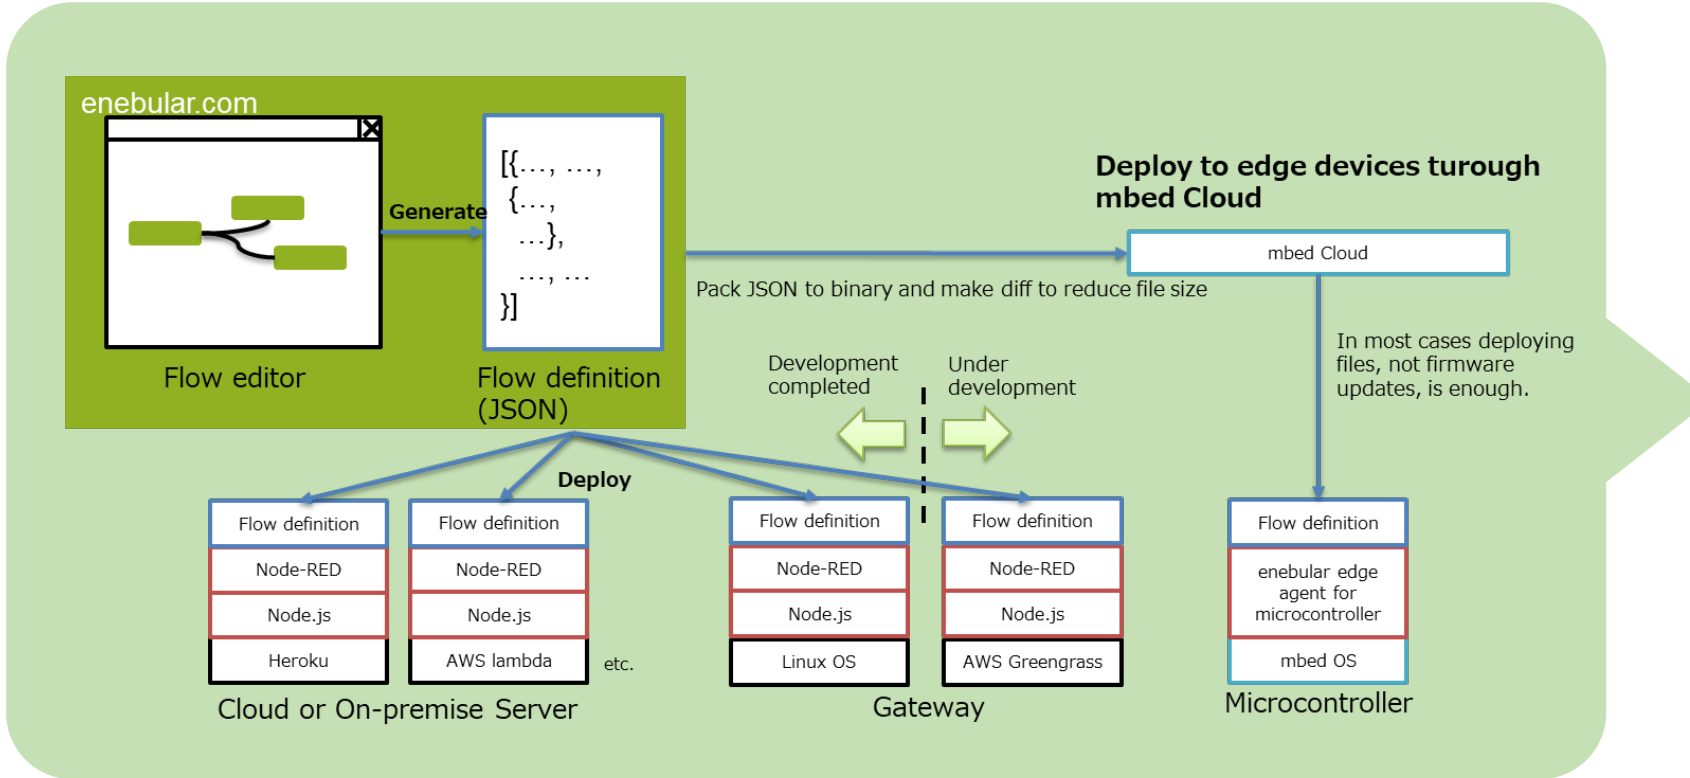 enebular.com
Generate
[{..., ...,
{...,
...},
..., ...
}]
Flow editor
Flow definition
(JSON)
Deploy to edge devices turough
mbed Cloud
mbed Cloud
Pack JSON to binary and make diff to reduce file size
In most cases deploying
files, not firmware
updates, is enough.
Development
completed
Under
development
Deploy
Flow definition
Node-RED
Node.js
Heroku
Flow definition
Node-RED
Node.js
AWS lambda
etc.
Cloud or On-premise Server
Flow definition
Node-RED
Node.js
Linux OS
Flow definition
Node-RED
Node.js
AWS Greengrass
Gateway
Flow definition
enebular edge
agent for
microcontroller
mbed OS
Microcontroller